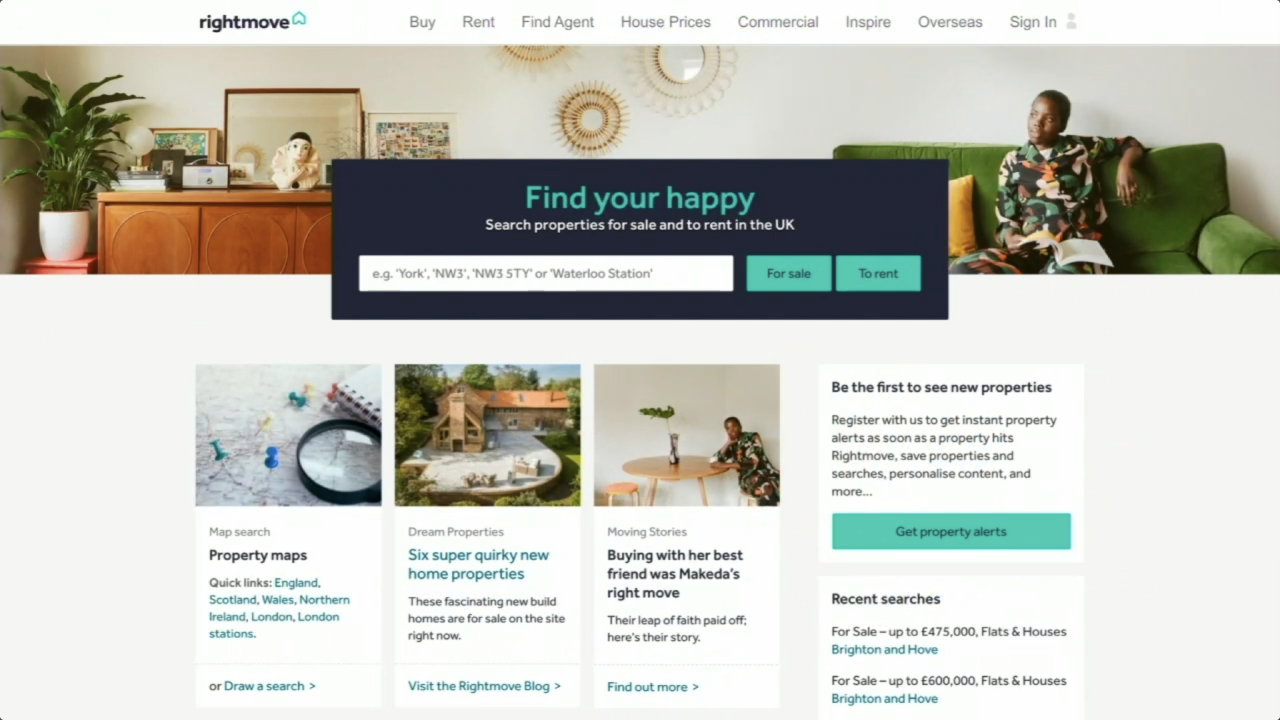 rightmove
Buy Rent Find Agent House Prices Commercial Inspire Overseas Sign In
Find your happy
Search properties for sale and to rent in the UK
e.g. 'York', 'NW3', 'NW3 5TY' or 'Waterloo Station'
For sale
To rent
Map search
Property maps
Quick links: England,
Scotland, Wales, Northern
Ireland, London, London
stations.
or Draw a search >
Dream Properties
Six super quirky new
home properties
These fascinating new build
homes are for sale on the site
right now.
Visit the Rightmove Blog >
Moving Stories
Buying with her best
friend was Makeda's
right move
Their leap of faith paid off;
here's their story.
Find out more >
Be the first to see new properties
Register with us to get instant property
alerts as soon as a property hits
Rightmove, save properties and
searches, personalise content, and
more...
Get property alerts
Recent searches
For Sale – up to £475,000, Flats & Houses
Brighton and Hove
For Sale – up to £600,000, Flats & Houses
Brighton and Hove